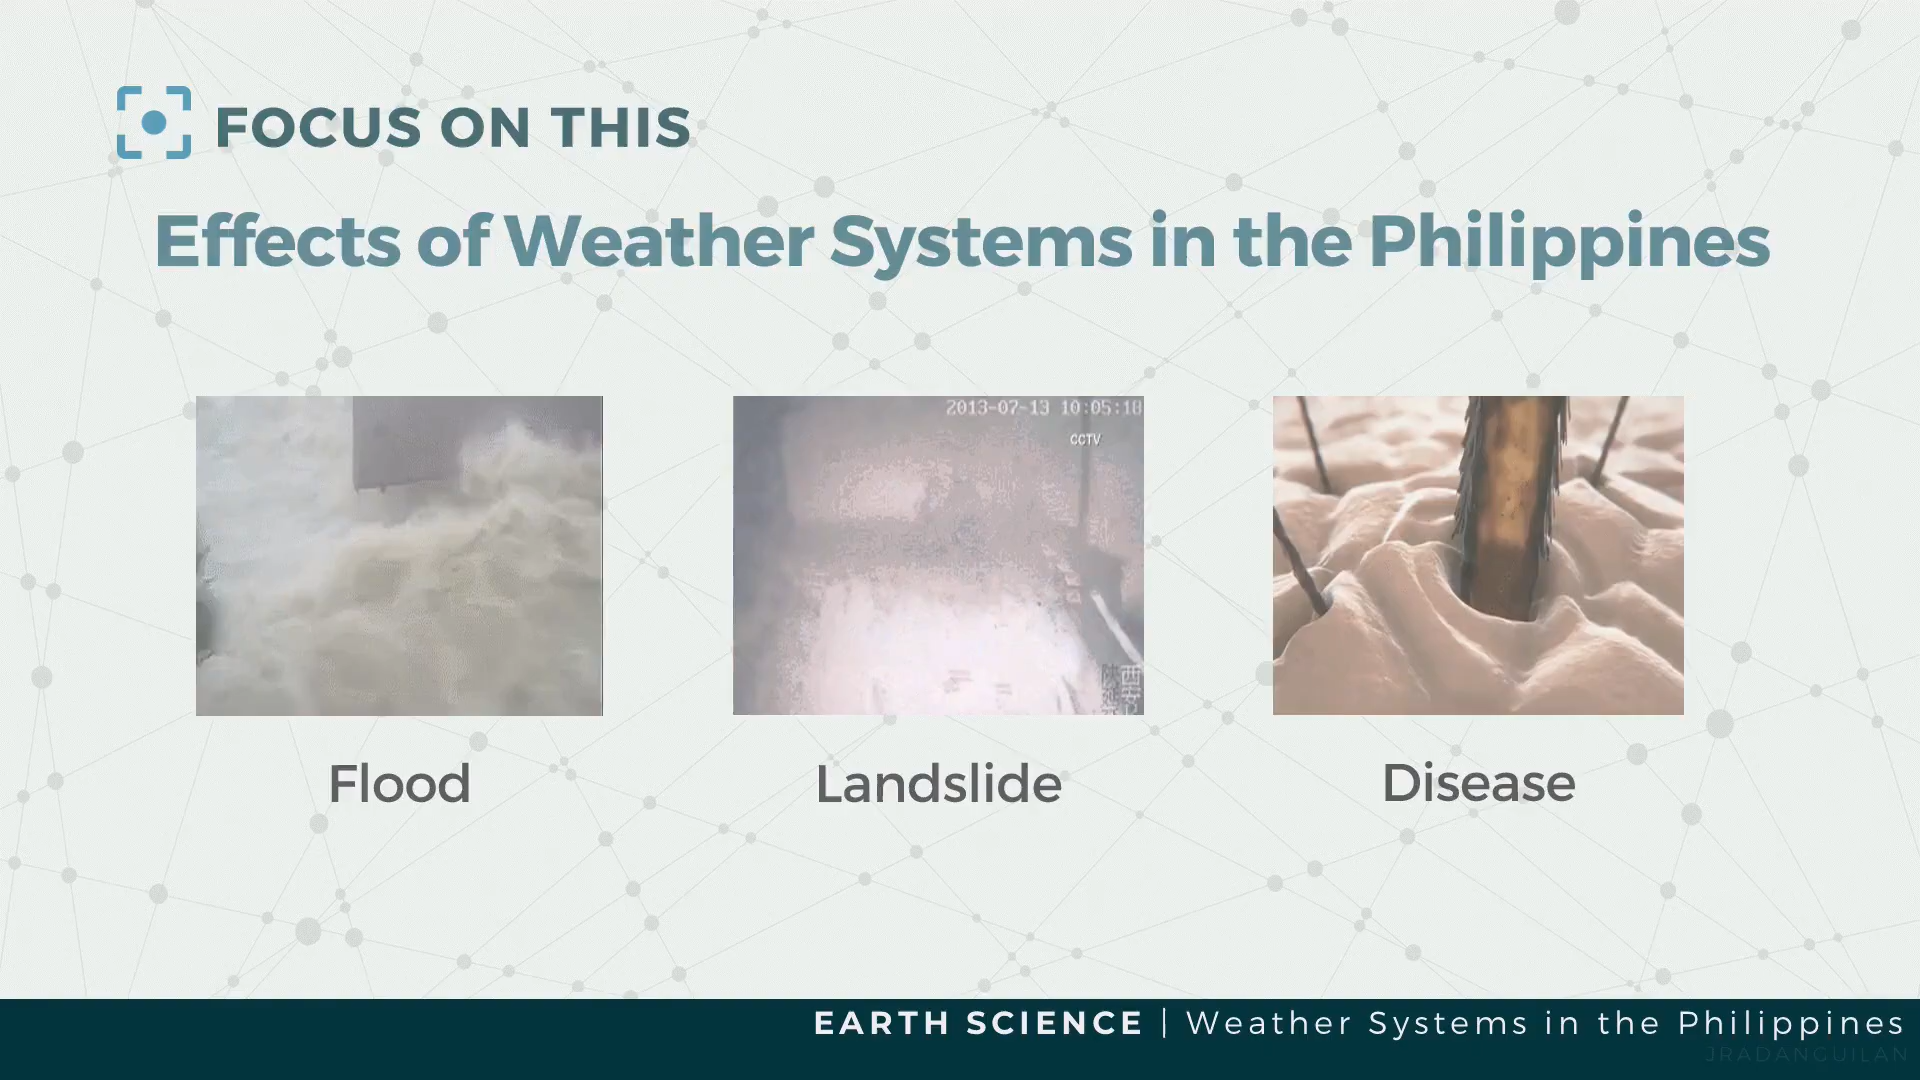 FOCUS ON THIS
Effects of Weather Systems in the Philippines
2013-07-13 10:05:18
CCTV
Flood
Landslide
Disease
EARTH SCIENCE | Weather Systems in the Philippines
JRADANGUILAN